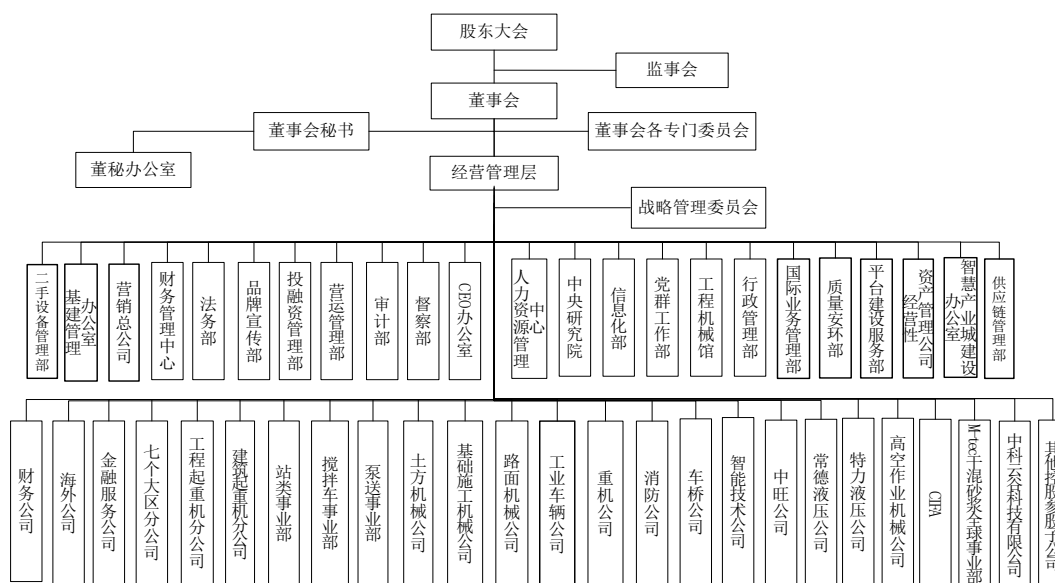 股东大会
监事会
董事会
董事会秘书
董事会各专门委员会
董秘办公室
经营管理层
战略管理委员会
二手设备管理部
基建管理
办公室
营销总公司
财务管理中心
法务部
品牌宣传部
投融资管理部
营运管理部
审计部
督察部
CEO办公室
人力资源管理
中心
中央研究院
信息化部
党群工作部
工程机械馆
行政管理部
国际业务管理部
质量安环部
平台建设服务部
经营性
资产管理公司
智慧产业城建设
办公室
供应链管理部
财务公司
海外公司
金融服务公司
七个大区分公司
工程起重机分公司
建筑起重机分公司
站类事业部
搅拌车事业部
泵送事业部
土方机械公司
基础施工机械公司
路面机械公司
工业车辆公司
重机公司
消防公司
车桥公司
智能技术公司
中旺公司
常德液压公司
特力液压公司
高空作业机械公司
CIFA
M-tec干混砂浆全球事业部
中科云谷科技有限公司
其他控股参股子公司